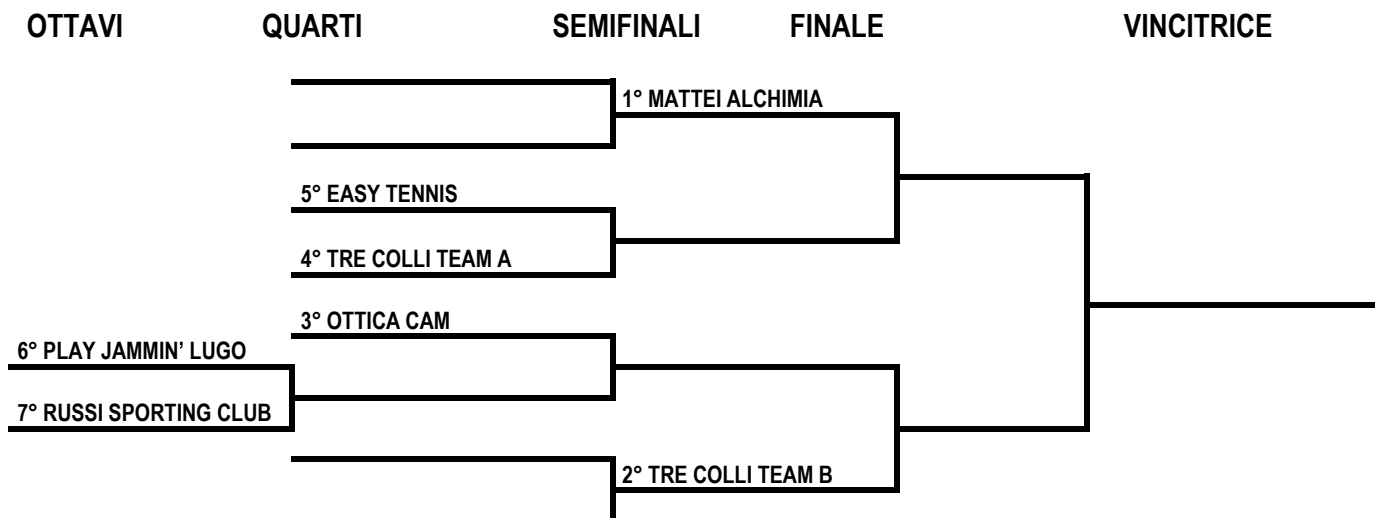 OTTAVI QUARTI SEMIFINALI FINALE VINCITRICE
1° MATTEI ALCHIMIA
5° EASY TENNIS
4° TRE COLLI TEAM A
3° OTTICA CAM
6° PLAY JAMMIN’ LUGO
7° RUSSI SPORTING CLUB
2° TRE COLLI TEAM B